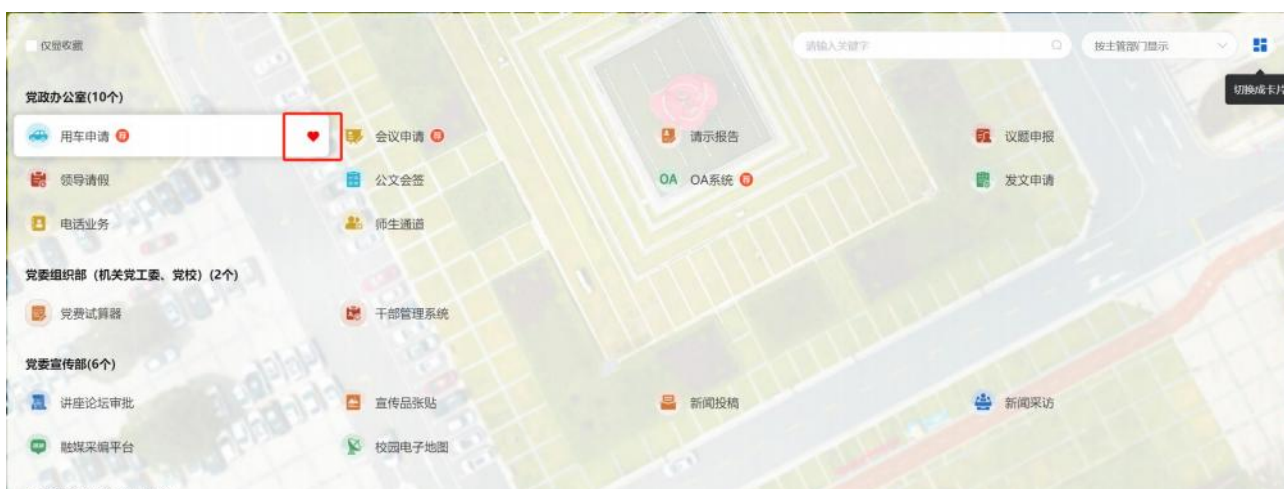 仅显收藏
请输入关键字
按主管部门显示
切换成卡片
党政办公室(10个)
用车申请 荐
会议申请 荐
请示报告
议题申报
领导请假
公文会签
OA OA系统 荐
发文申请
电话业务
师生通道
党委组织部（机关党工委、党校）(2个)
党费试算器
干部管理系统
党委宣传部(6个)
讲座论坛审批
宣传品张贴
新闻投稿
新闻采访
融媒采编平台
校园电子地图